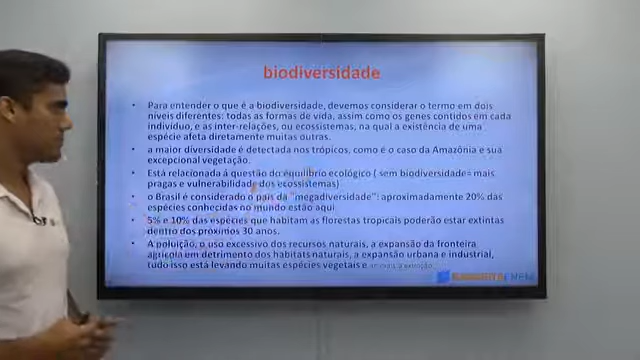 biodiversidade
• Para entender o que é a biodiversidade, devemos considerar o termo em dois
níveis diferentes: todas as formas de vida, assim como os genes contidos em cada
indivíduo, e as inter-relações, ou ecossistemas, na qual a existência de uma
espécie afeta diretamente muitas outras.
• a maior diversidade é detectada nos trópicos, como é o caso da Amazônia e sua
excepcional vegetação.
• Está relacionada á questão do equilíbrio ecológico ( sem biodiversidade= mais
pragas e vulnerabilidade dos ecossistemas)
• o Brasil é considerado o país da "megadiversidade": aproximadamente 20% das
espécies conhecidas no mundo estão aqui.
• 5% e 10% das espécies que habitam as florestas tropicais poderão estar extintas
dentro dos próximos 30 anos.
• A poluição, o uso excessivo dos recursos naturais, a expansão da fronteira
agrícola em detrimento dos habitats naturais, a expansão urbana e industrial,
tudo isso está levando muitas espécies vegetais e